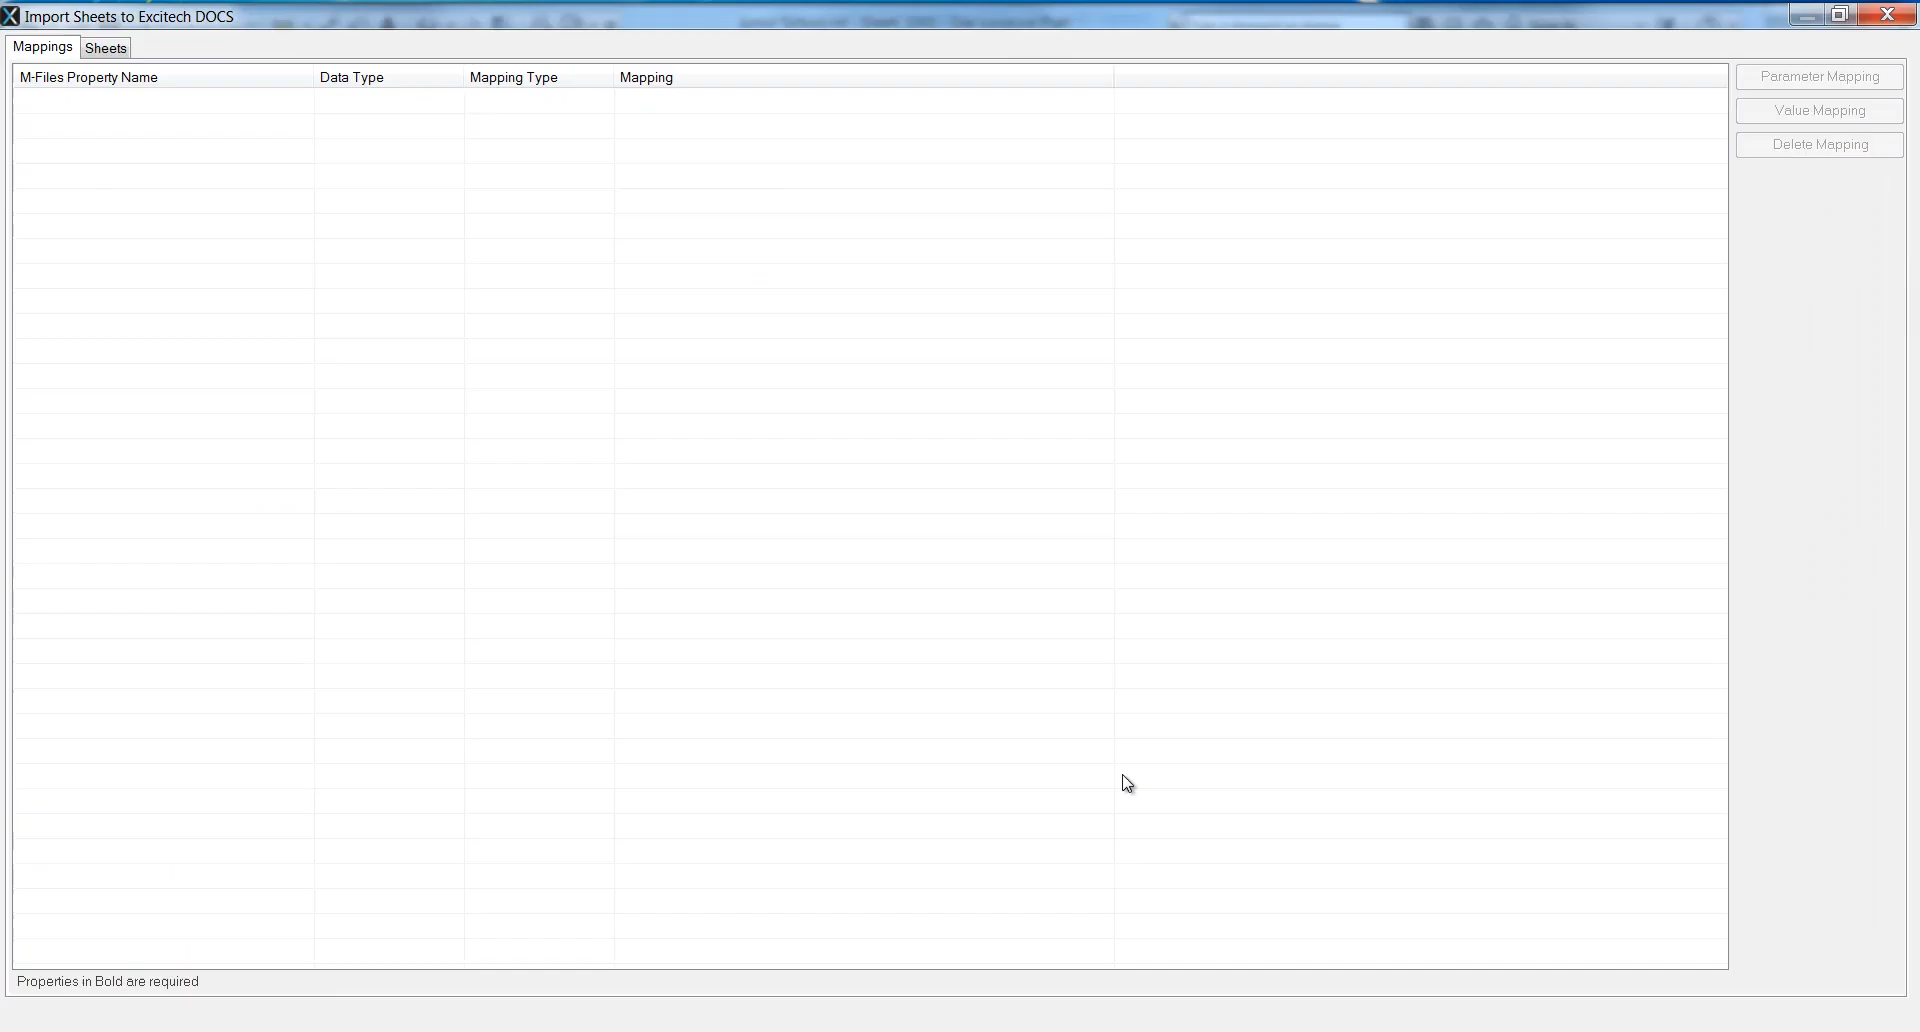 Import Sheets to Excitech DOCS
Mappings Sheets
M-Files Property Name Data Type Mapping Type Mapping
Parameter Mapping
Value Mapping
Delete Mapping
Properties in Bold are required